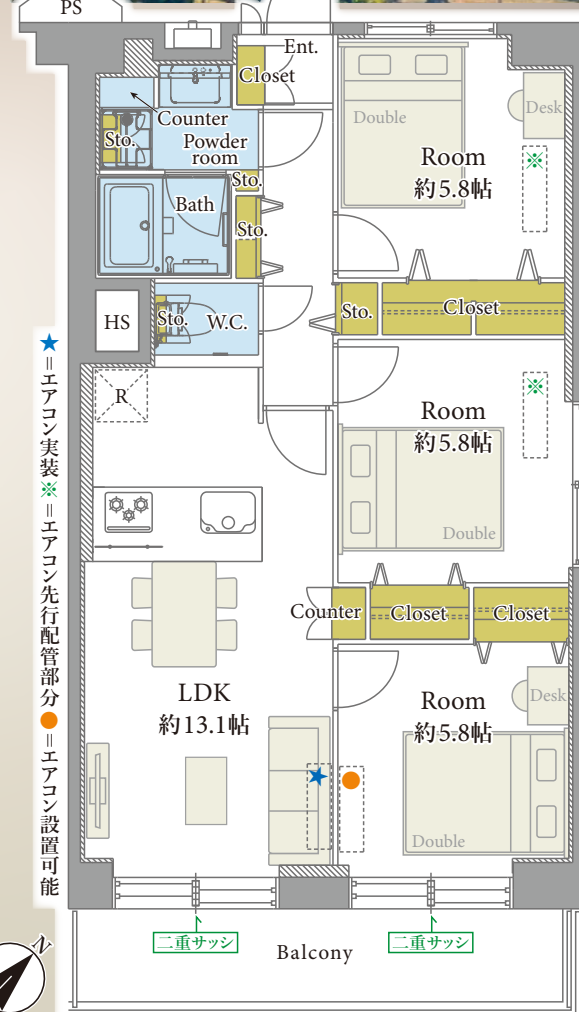 PS
Ent.
Closet
Counter
Sto.
Powder
room
Sto.
Bath
Sto.
Double
Desk
Room
約5.8帖
※
HS
Sto.
W.C.
Sto.
Closet
R
Room
約5.8帖
※
Double
Counter
Closet
Closet
LDK
約13.1帖
★
●
Room
約5.8帖
Desk
Double
二重サッシ
二重サッシ
Balcony
N
★=エアコン実装 ※=エアコン先行配管部分 ●=エアコン設置可能